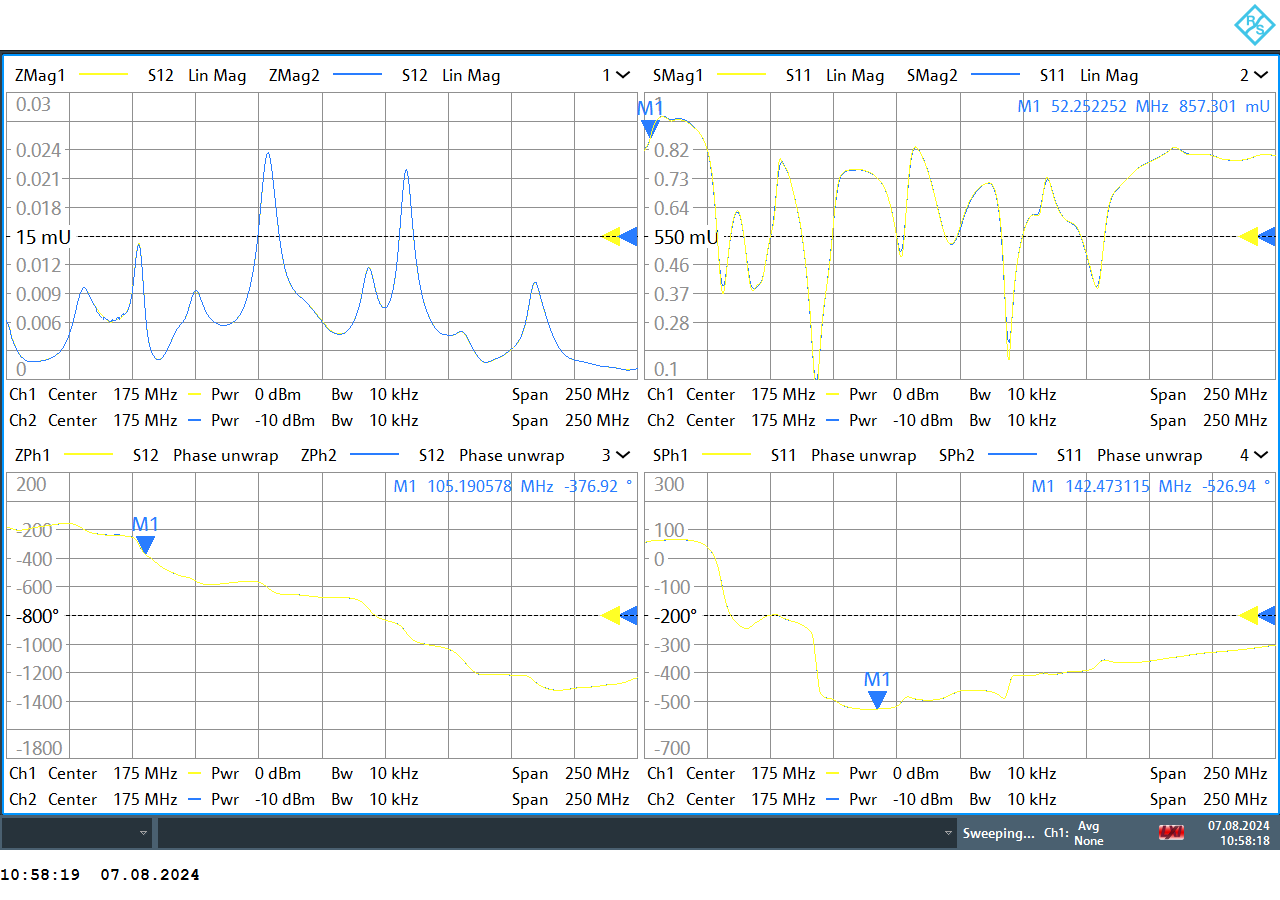 R S
ZMag1 S12 Lin Mag ZMag2 S12 Lin Mag 1
0.03
0.024
0.021
0.018
15 mU
0.012
0.009
0.006
0
Ch1 Center 175 MHz Pwr 0 dBm Bw 10 kHz Span 250 MHz
Ch2 Center 175 MHz Pwr -10 dBm Bw 10 kHz Span 250 MHz
SMag1 S11 Lin Mag SMag2 S11 Lin Mag 2
M1 1
M1 52.252252 MHz 857.301 mU
0.82
0.73
0.64
550 mU
0.46
0.37
0.28
0.1
Ch1 Center 175 MHz Pwr 0 dBm Bw 10 kHz Span 250 MHz
Ch2 Center 175 MHz Pwr -10 dBm Bw 10 kHz Span 250 MHz
ZPh1 S12 Phase unwrap ZPh2 S12 Phase unwrap 3
200
M1 105.190578 MHz -376.92 °
M1
-200
-400
-600
-800°
-1000
-1200
-1400
-1800
Ch1 Center 175 MHz Pwr 0 dBm Bw 10 kHz Span 250 MHz
Ch2 Center 175 MHz Pwr -10 dBm Bw 10 kHz Span 250 MHz
SPh1 S11 Phase unwrap SPh2 S11 Phase unwrap 4
300
M1 142.473115 MHz -526.94 °
100
0
-100
-200°
-300
-400
M1
-500
-700
Ch1 Center 175 MHz Pwr 0 dBm Bw 10 kHz Span 250 MHz
Ch2 Center 175 MHz Pwr -10 dBm Bw 10 kHz Span 250 MHz
Sweeping... Ch1: Avg None LXI 07.08.2024 10:58:18
10:58:19 07.08.2024